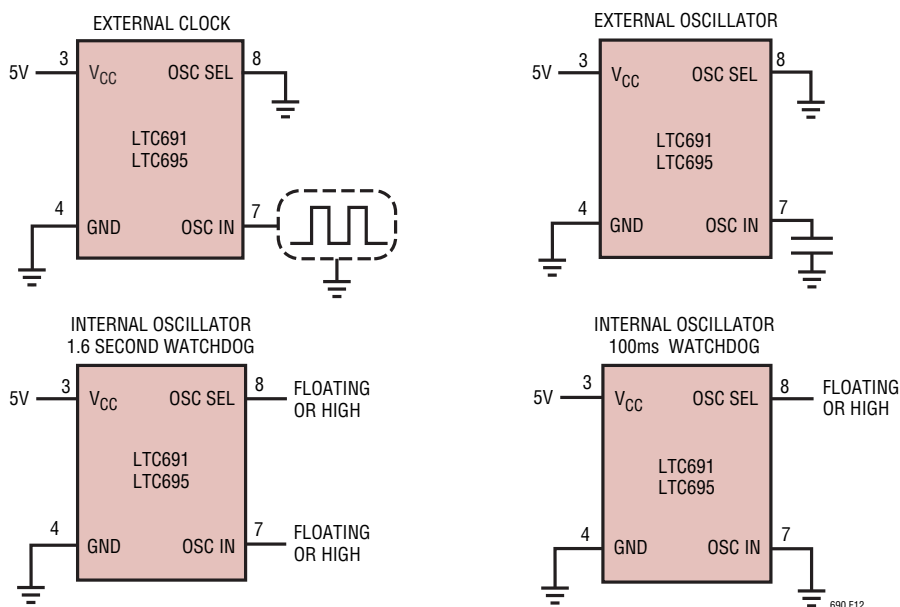 EXTERNAL CLOCK
5V
3
VCC
OSC SEL
8
LTC691
LTC695
4
GND
OSC IN
7
EXTERNAL OSCILLATOR
5V
3
VCC
OSC SEL
8
LTC691
LTC695
4
GND
OSC IN
7
INTERNAL OSCILLATOR
1.6 SECOND WATCHDOG
5V
3
VCC
OSC SEL
8
FLOATING
OR HIGH
LTC691
LTC695
4
GND
OSC IN
7
FLOATING
OR HIGH
INTERNAL OSCILLATOR
100ms WATCHDOG
5V
3
VCC
OSC SEL
8
FLOATING
OR HIGH
LTC691
LTC695
4
GND
OSC IN
7
690 F12